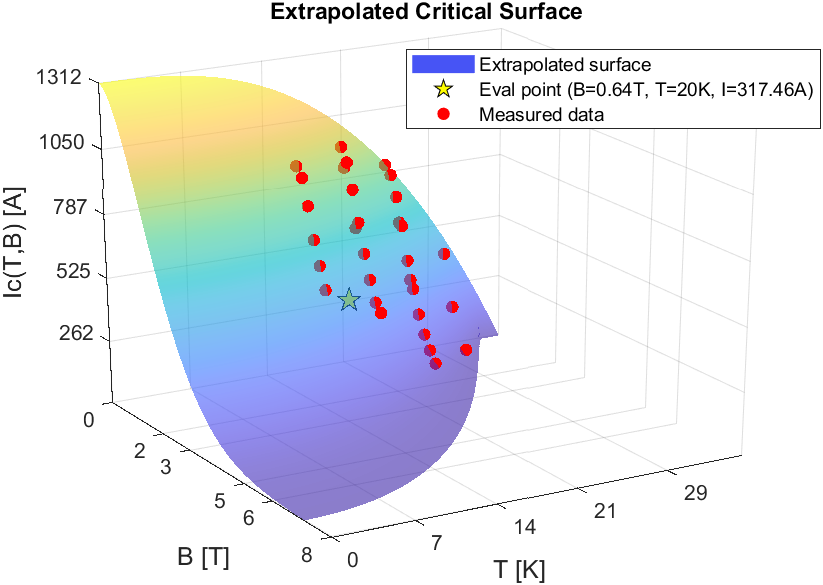 Extrapolated Critical Surface
Extrapolated surface
Eval point (B=0.64T, T=20K, I=317.46A)
Measured data
Ic(T,B) [A]
1312
1050
787
525
262
0
2
3
5
6
8
B [T]
0
7
14
21
29
T [K]